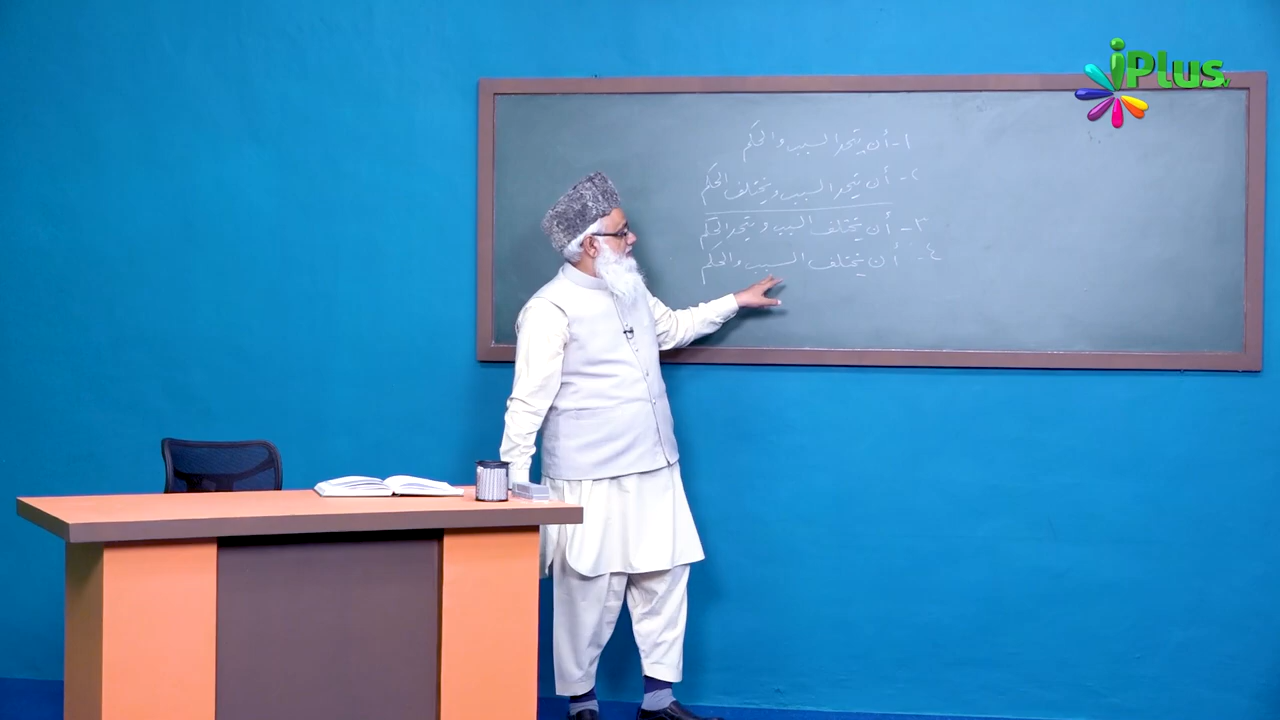 iPlus TV
١- أن يتحد السبب والحكم
٢- أن يتحد السبب ويختلف الحكم
٣- أن يختلف السبب ويتحد الحكم
٤- أن يختلف السبب والحكم